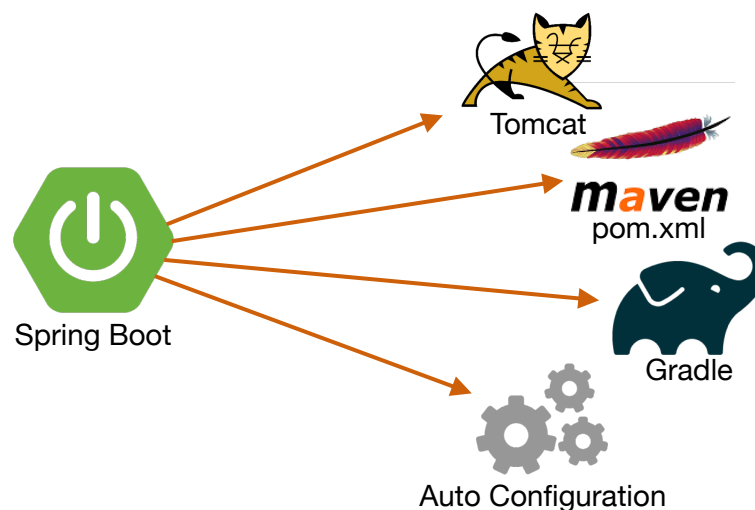 Tomcat
maven
pom.xml
Spring Boot
Gradle
Auto Configuration